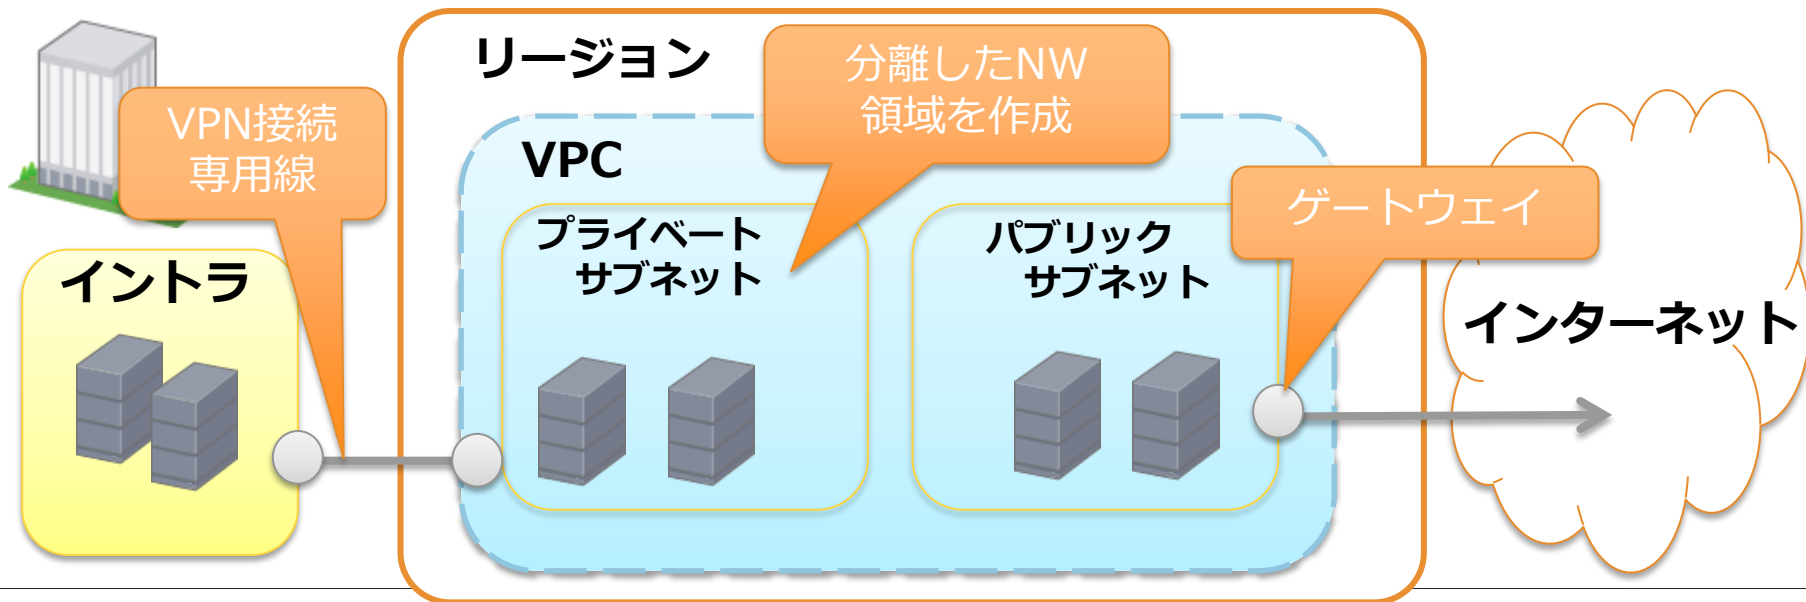 リージョン
分離したNW
領域を作成
VPN接続
専用線
VPC
ゲートウェイ
プライベート
サブネット
パブリック
サブネット
イントラ
インターネット